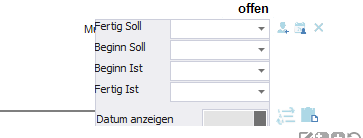 offen
Fertig Soll
Beginn Soll
Beginn Ist
Fertig Ist
Datum anzeigen